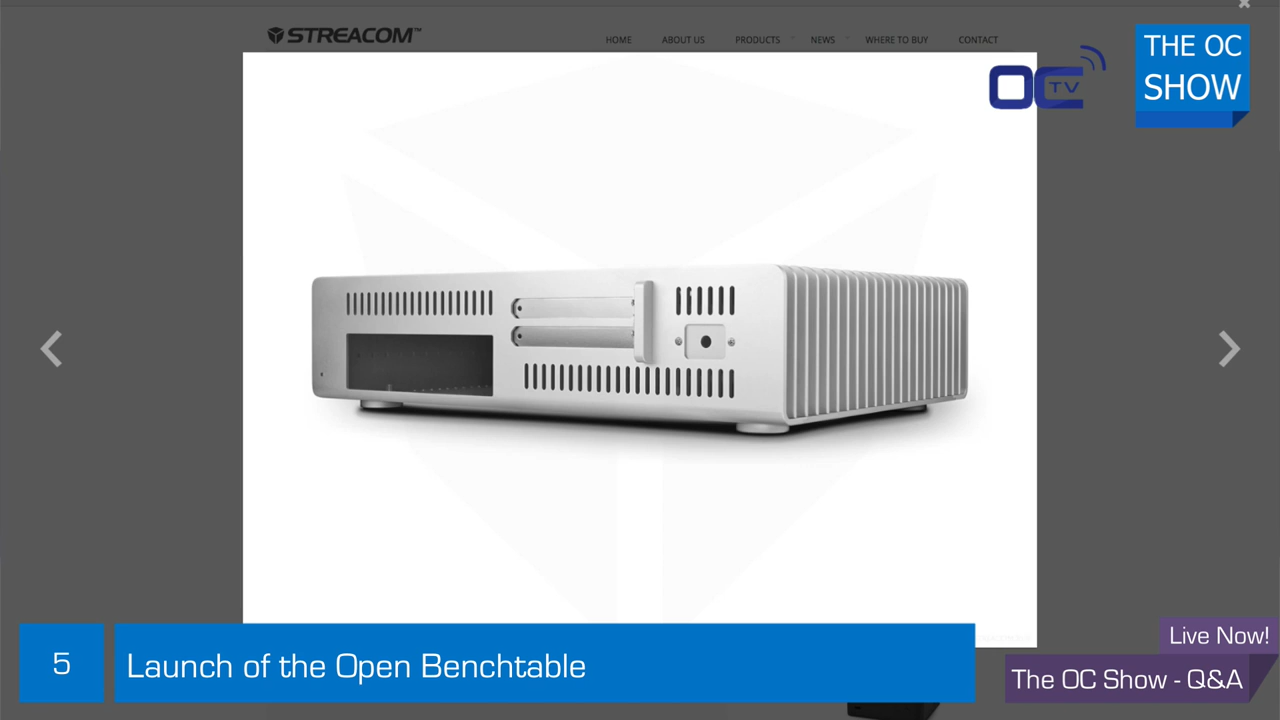 STREACOM™
HOME ABOUT US PRODUCTS NEWS WHERE TO BUY CONTACT
OC TV
THE OC
SHOW
5
Launch of the Open Benchtable
Live Now!
The OC Show - Q&A